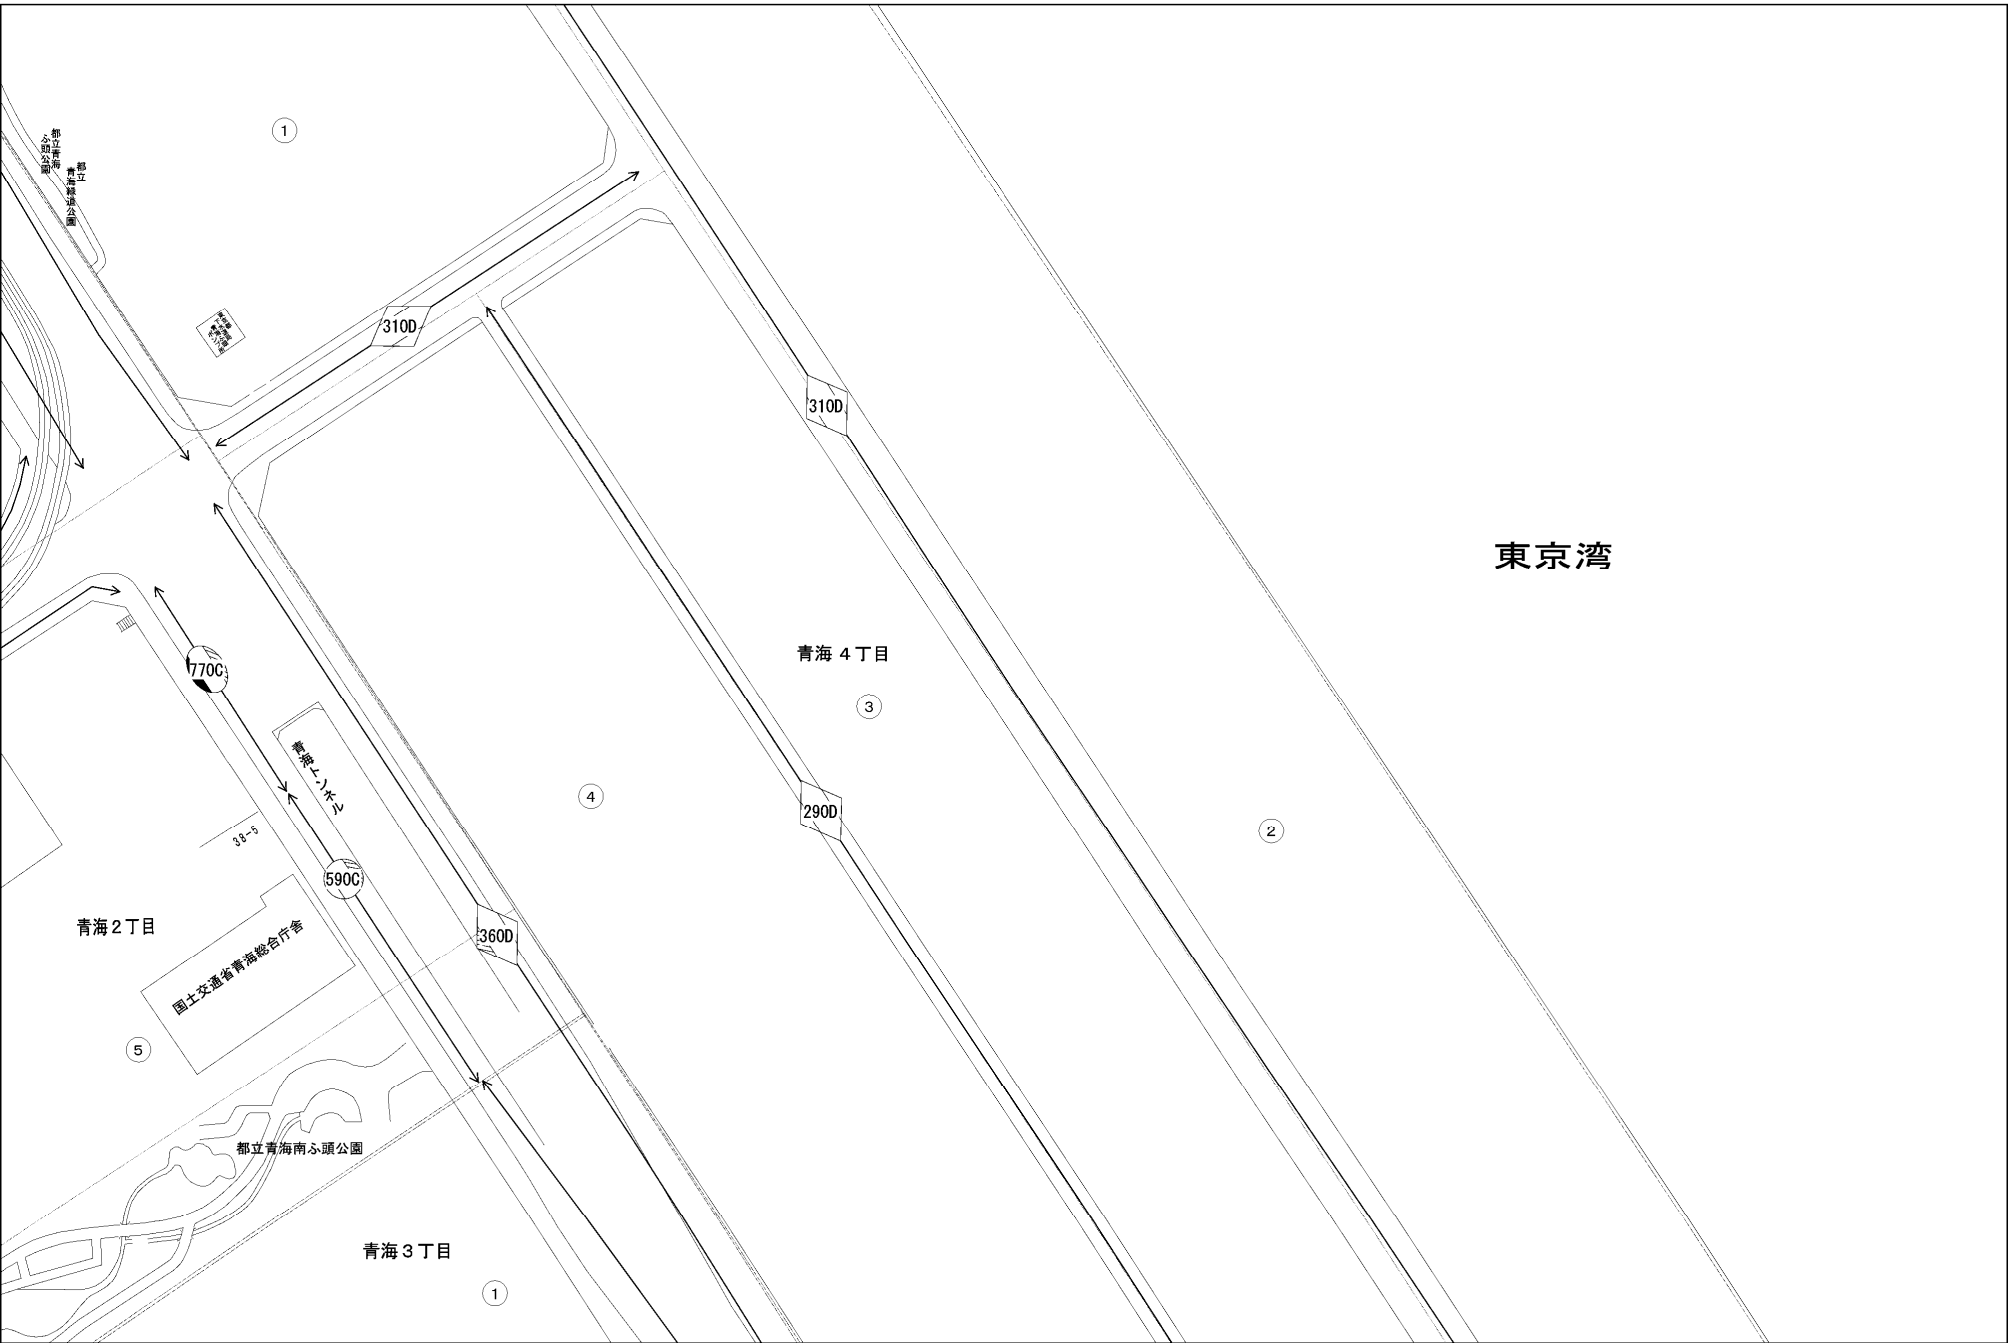 ①
都立青海
ふ頭公園
都立
青海緑道公園
310D
310D
東京湾
770C
青海4丁目
③
青海トンネル
④
290D
②
38-6
590C
青海2丁目
360D
国土交通省青海総合庁舎
⑤
都立青海南ふ頭公園
青海3丁目
①